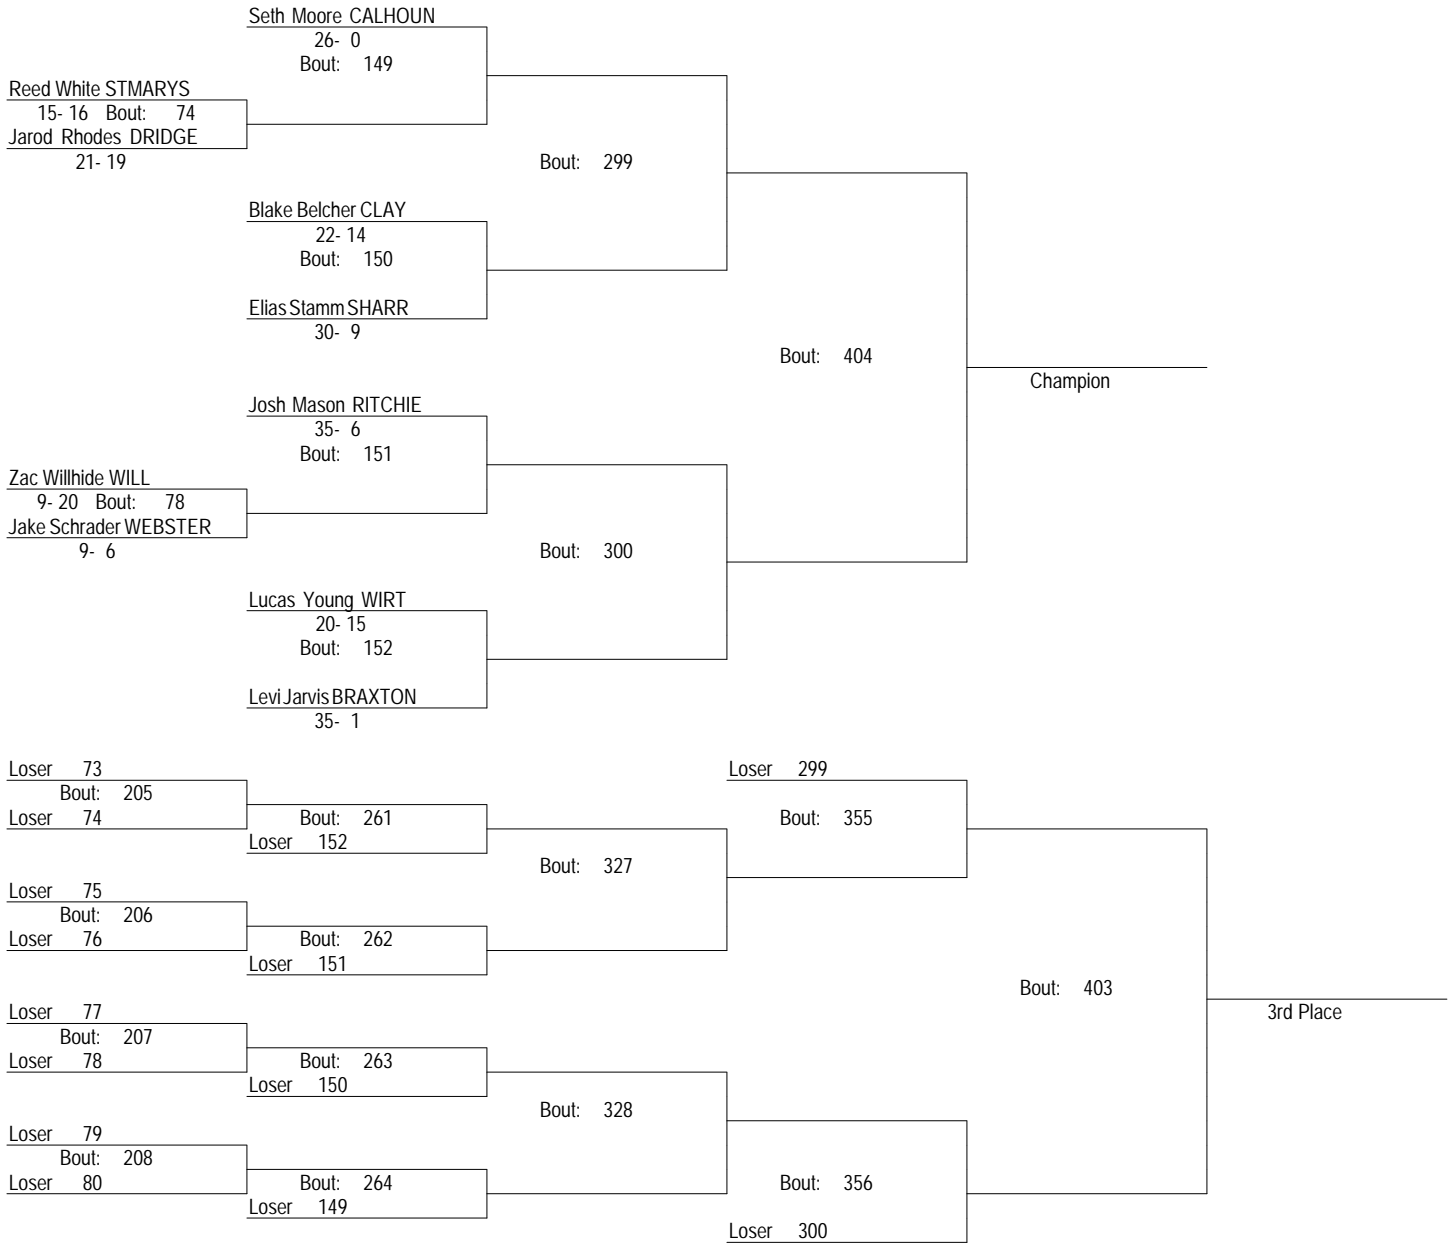 Seth Moore CALHOUN
26- 0
Bout: 149
Reed White STMARYS
15- 16 Bout: 74
Jarod Rhodes DRIDGE
21- 19
Bout: 299
Blake Belcher CLAY
22- 14
Bout: 150
Elias Stamm SHARR
30- 9
Bout: 404
Champion
Josh Mason RITCHIE
35- 6
Bout: 151
Zac Willhide WILL
9- 20 Bout: 78
Jake Schrader WEBSTER
9- 6
Bout: 300
Lucas Young WIRT
20- 15
Bout: 152
Levi Jarvis BRAXTON
35- 1
Loser 73
Bout: 205
Loser 74
Bout: 261
Loser 152
Bout: 327
Loser 299
Bout: 355
Loser 75
Bout: 206
Loser 76
Bout: 262
Loser 151
Bout: 403
3rd Place
Loser 77
Bout: 207
Loser 78
Bout: 263
Loser 150
Bout: 328
Loser 79
Bout: 208
Loser 80
Bout: 264
Loser 149
Bout: 356
Loser 300